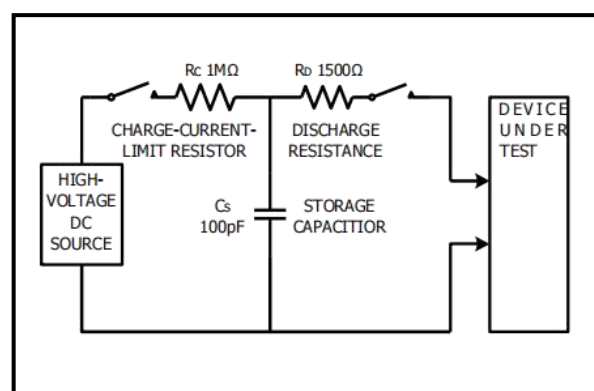 RC 1MΩ
RD 1500Ω
CHARGE-CURRENT-
LIMIT RESISTOR
DISCHARGE
RESISTANCE
DEVICE
UNDER
TEST
HIGH-
VOLTAGE
DC
SOURCE
CS
100pF
STORAGE
CAPACITIOR